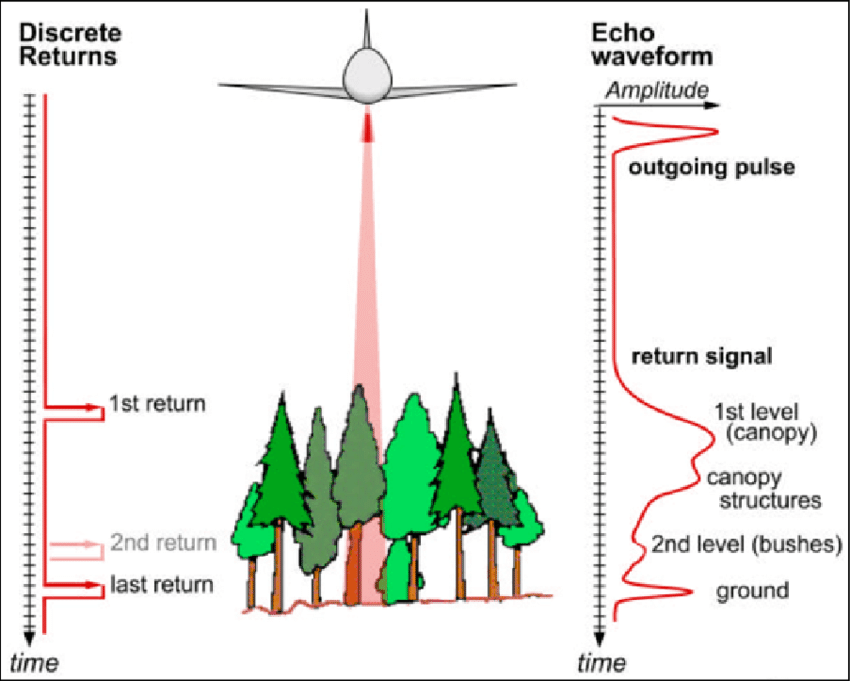 Discrete
Returns
1st return
2nd return
last return
time
Echo
waveform
Amplitude
outgoing pulse
return signal
1st level
(canopy)
canopy
structures
2nd level (bushes)
ground
time